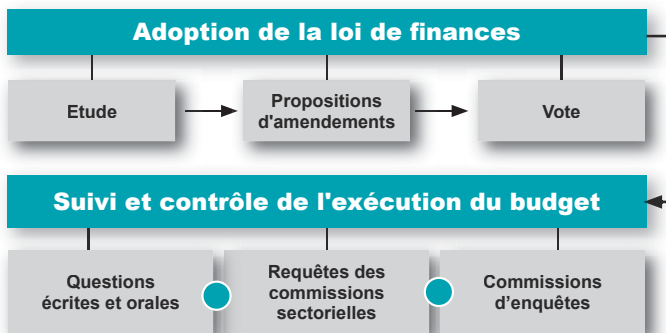 Adoption de la loi de finances
Etude
Propositions
d'amendements
Vote
Suivi et contrôle de l'exécution du budget
Questions
écrites et orales
Requêtes des
commissions
sectorielles
Commissions
d’enquêtes